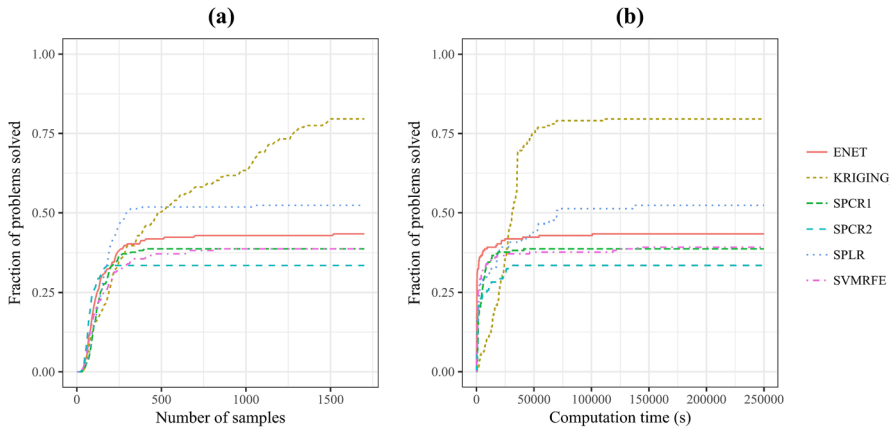 (a)
(b)
Fraction of problems solved
1.00
0.75
0.50
0.25
0.00
0
250
500
1000
1500
Number of samples
Fraction of problems solved
1.00
0.75
0.50
0.25
0.00
0
50000
100000
150000
200000
250000
Computation time (s)
ENET
KRIGING
SPCR1
SPCR2
SPLR
SVMRFE